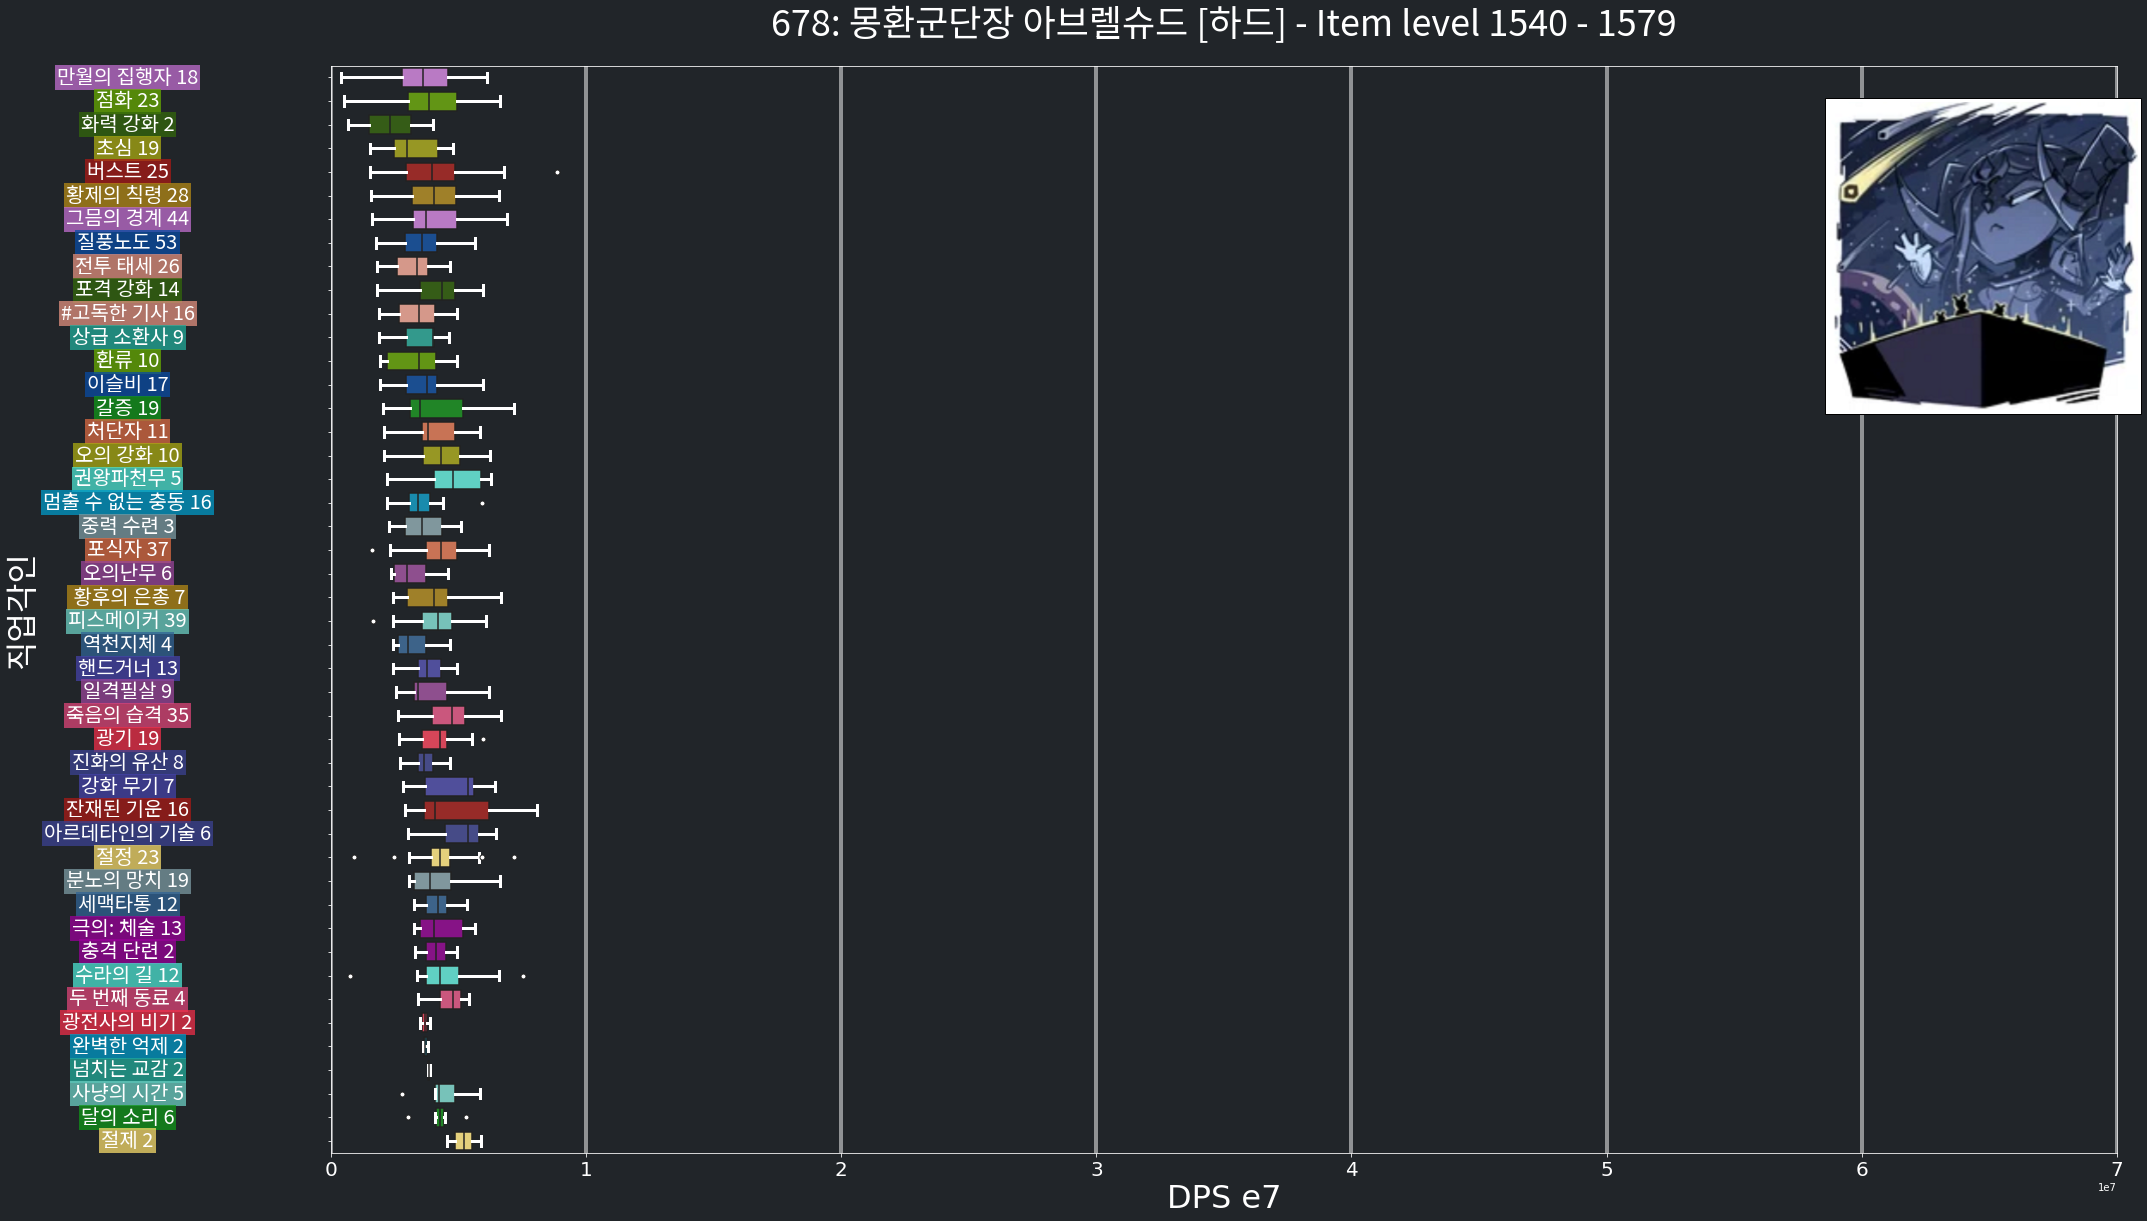 678: 몽환군단장 아브렐슈드 [하드] - Item level 1540 - 1579
만월의 집행자 18
점화 23
화력 강화 2
초심 19
버스트 25
황제의 칙령 28
그믐의 경계 44
질풍노도 53
전투 태세 26
포격 강화 14
#고독한 기사 16
상급 소환사 9
환류 10
이슬비 17
갈증 19
처단자 11
오의 강화 10
권왕파천무 5
멈출 수 없는 충동 16
중력 수련 3
포식자 37
오의난무 6
황후의 은총 7
피스메이커 39
역천지체 4
핸드거너 13
일격필살 9
죽음의 습격 35
광기 19
진화의 유산 8
강화 무기 7
잔재된 기운 16
아르데타인의 기술 6
절정 23
분노의 망치 19
세맥타통 12
극의: 체술 13
충격 단련 2
수라의 길 12
두 번째 동료 4
광전사의 비기 2
완벽한 억제 2
넘치는 교감 2
사냥의 시간 5
달의 소리 6
절제 2
직업각인
0 1 2 3 4 5 6 7
1e7
DPS e7